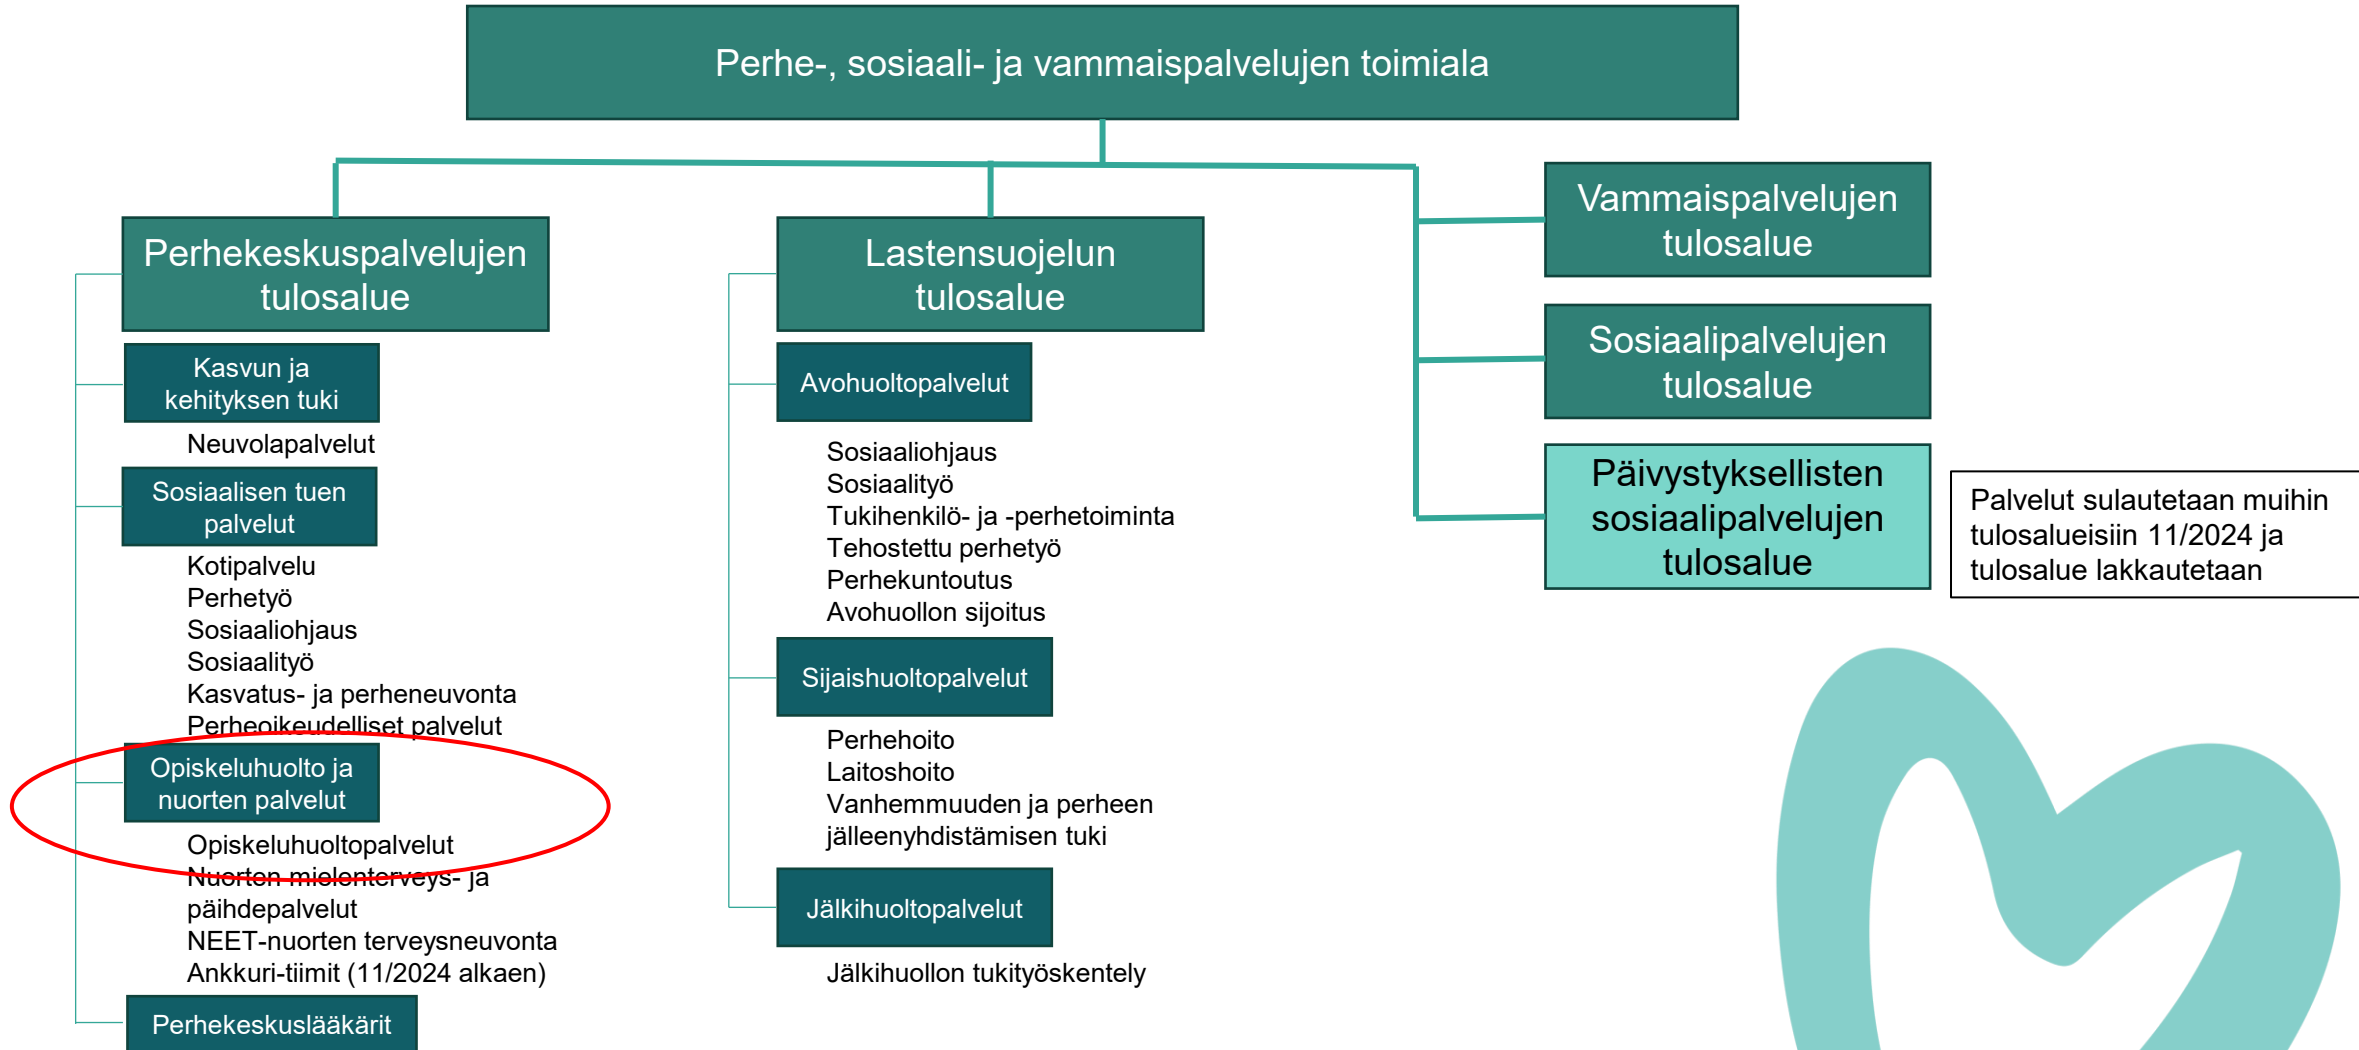 Perhe-, sosiaali- ja vammaispalvelujen toimiala
Perhekeskuspalvelujen
tulosalue
Kasvun ja
kehityksen tuki
Neuvolapalvelut
Sosiaalisen tuen
palvelut
Kotipalvelu
Perhetyö
Sosiaaliohjaus
Sosiaalityö
Kasvatus- ja perheneuvonta
Perheoikeudelliset palvelut
Opiskeluhuolto ja
nuorten palvelut
Opiskeluhuoltopalvelut
Nuorten mielenterveys- ja
päihdepalvelut
NEET-nuorten terveysneuvonta
Ankkuri-tiimit (11/2024 alkaen)
Perhekeskuslääkärit
Lastensuojelun
tulosalue
Avohuoltopalvelut
Sosiaaliohjaus
Sosiaalityö
Tukihenkilö- ja -perhetoiminta
Tehostettu perhetyö
Perhekuntoutus
Avohuollon sijoitus
Sijaishuoltopalvelut
Perhehoito
Laitoshoito
Vanhemmuuden ja perheen
jälleenyhdistämisen tuki
Jälkihuoltopalvelut
Jälkihuollon tukityöskentely
Vammaispalvelujen
tulosalue
Sosiaalipalvelujen
tulosalue
Päivystyksellisten
sosiaalipalvelujen
tulosalue
Palvelut sulautetaan muihin
tulosalueisiin 11/2024 ja
tulosalue lakkautetaan